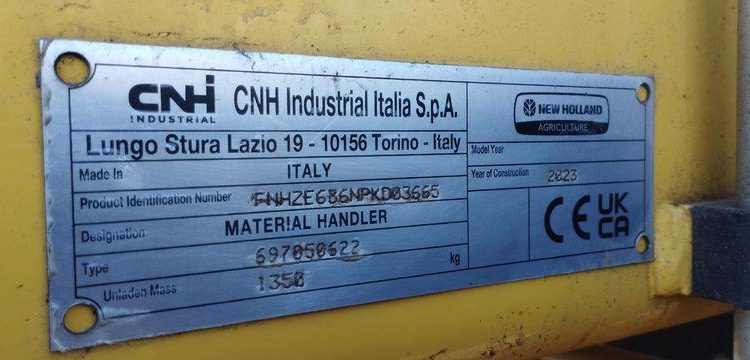 CNH INDUSTRIAL CNH Industrial Italia S.p.A.
NEW HOLLAND
AGRICULTURE
Lungo Stura Lazio 19 - 10156 Torino - Italy
Model Year
Made In ITALY
Year of Construction 2023
Product Identification Number FNHZE686NPKD03665
Designation MATERIAL HANDLER
CE UK CA
Type 697050622
Unladen Mass 1350 kg